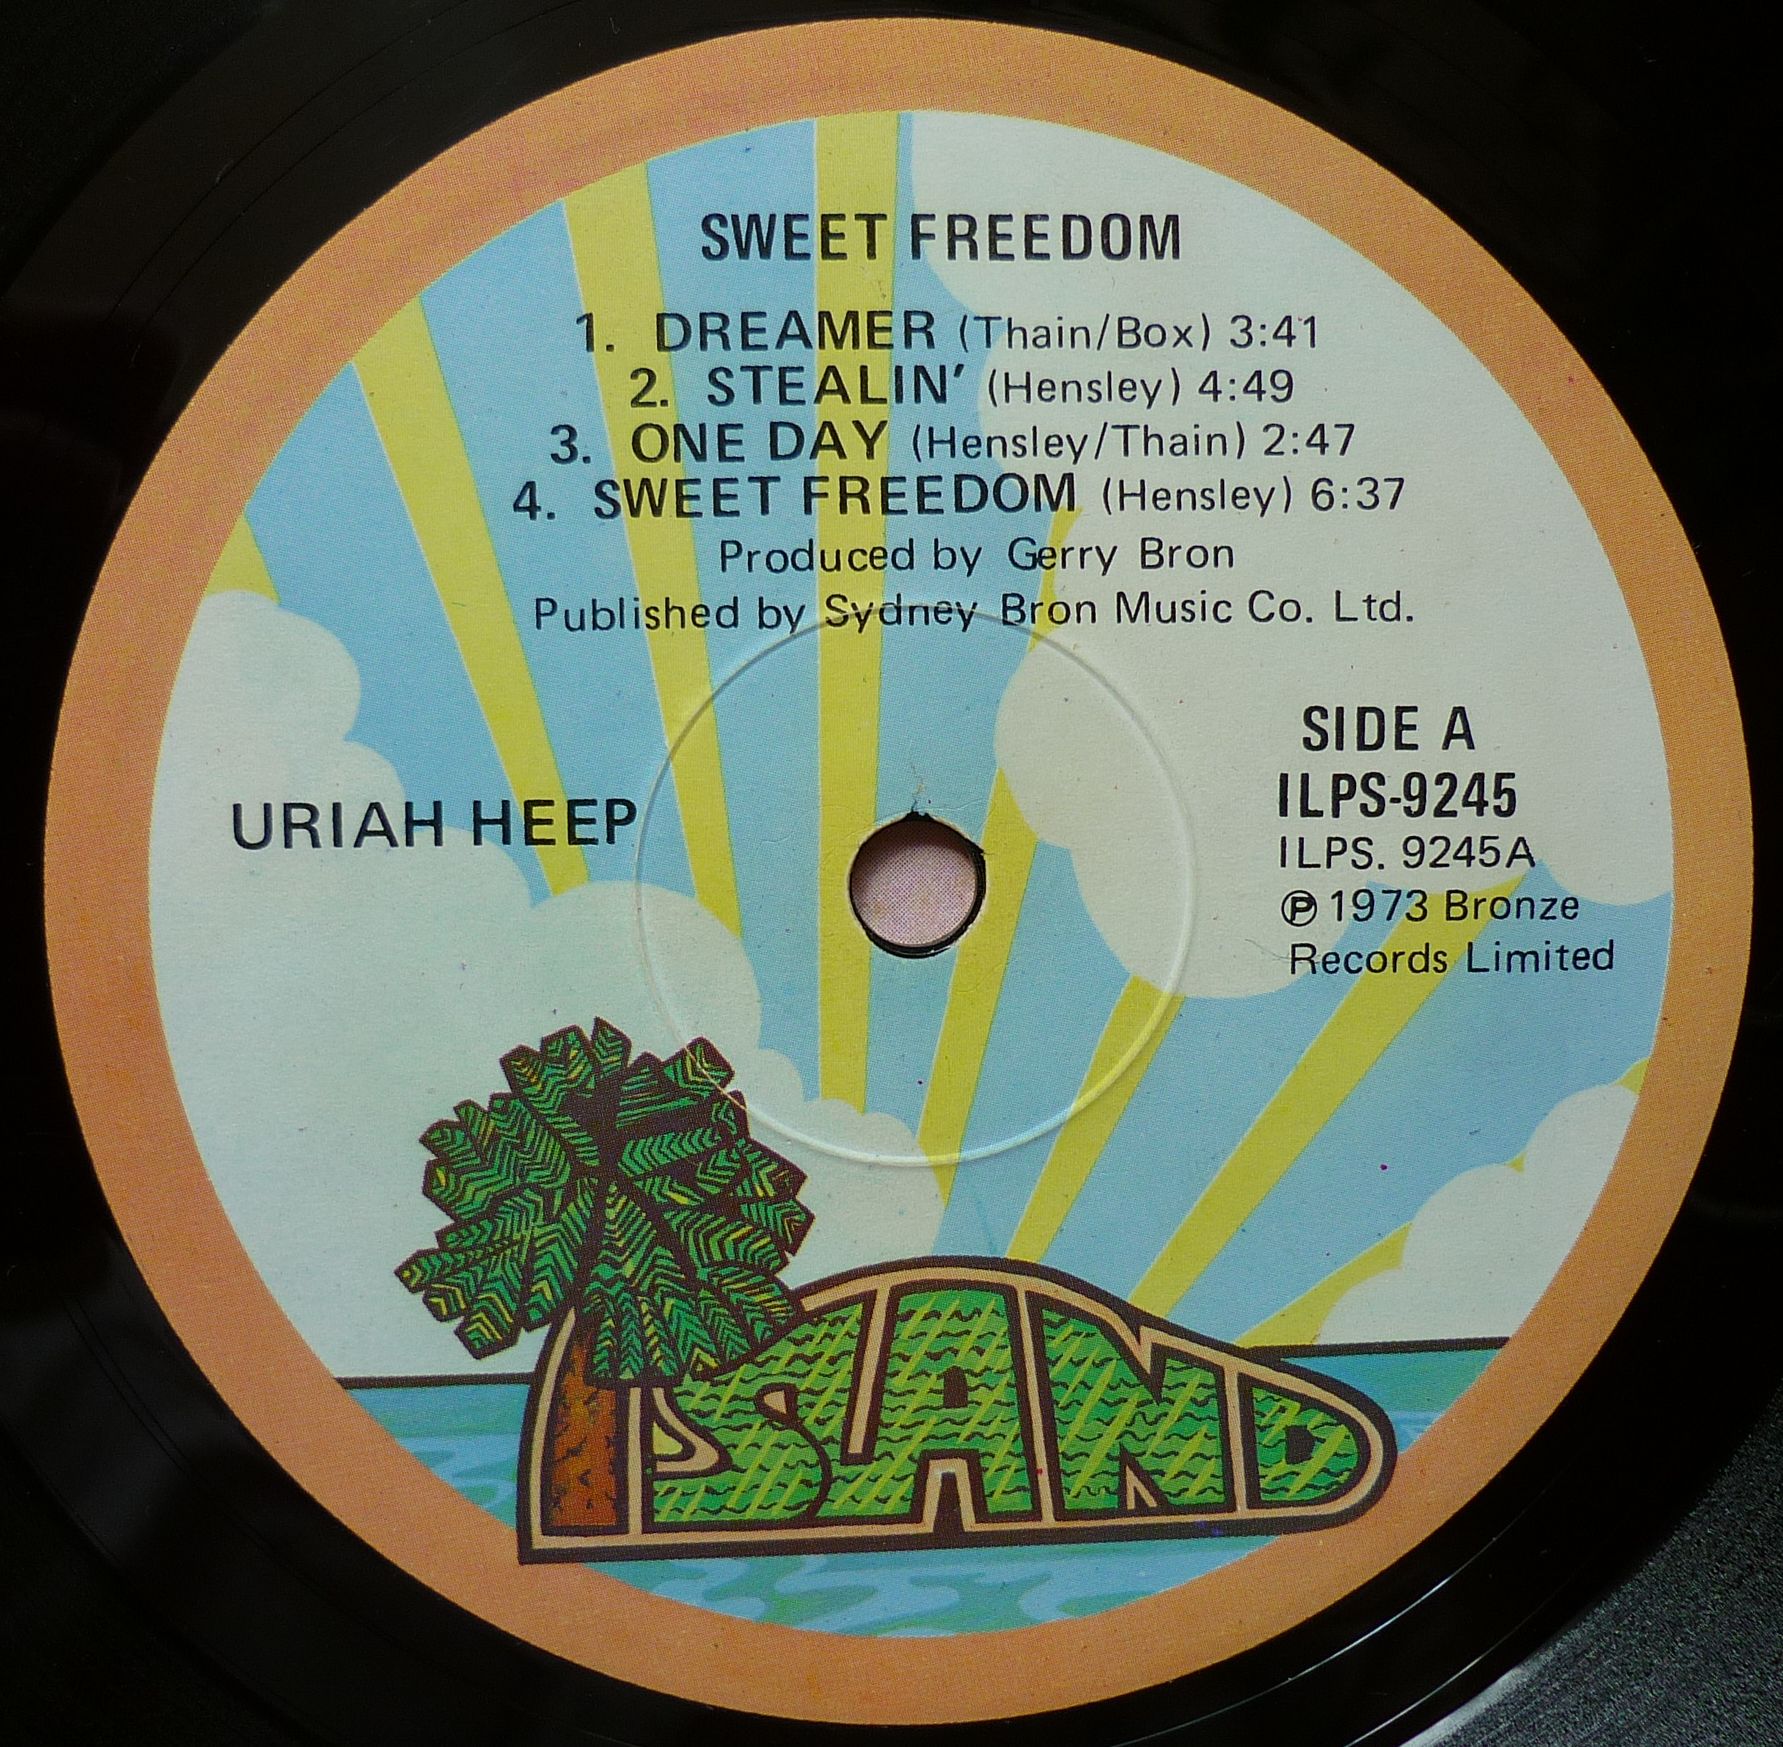 SWEET FREEDOM
1. DREAMER (Thain/Box) 3:41
2. STEALIN' (Hensley) 4:49
3. ONE DAY (Hensley/Thain) 2:47
4. SWEET FREEDOM (Hensley) 6:37
Produced by Gerry Bron
Published by Sydney Bron Music Co. Ltd.
URIAH HEEP
SIDE A
ILPS-9245
ILPS. 9245A
℗ 1973 Bronze
Records Limited
ISLAND